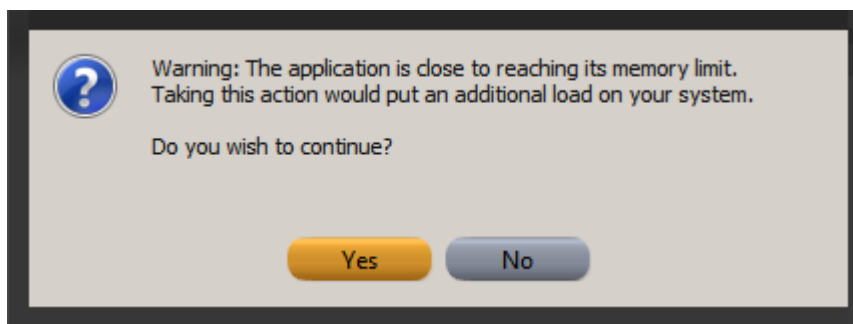 Warning: The application is close to reaching its memory limit.
Taking this action would put an additional load on your system.
Do you wish to continue?
Yes
No